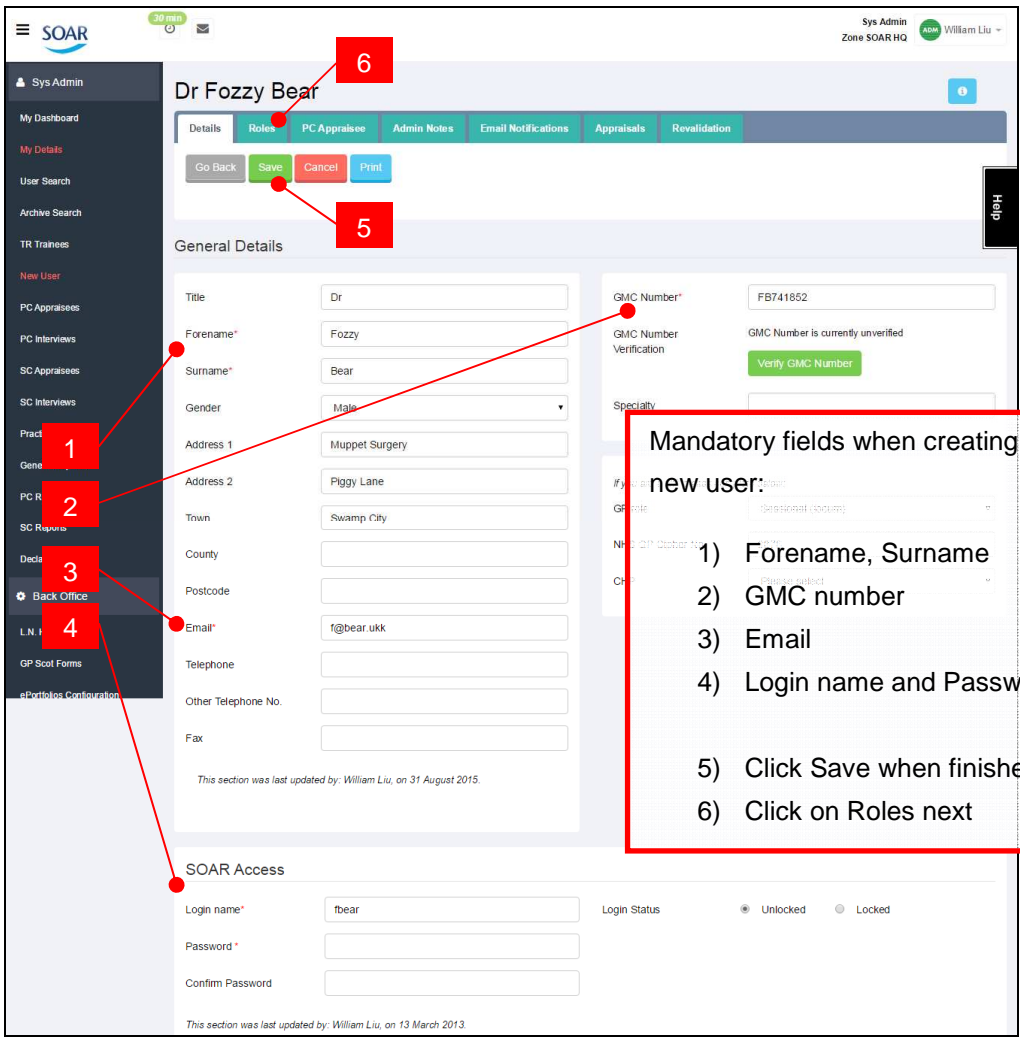 30 min
SOAR
Sys Admin
Zone SOAR HQ
ADM William Liu
Sys Admin
My Dashboard
My Details
User Search
Archive Search
TR Trainees
New User
PC Appraisees
PC Interviews
SC Appraisees
SC Interviews
Pract
Gene
PC R
SC Reports
Decla
Back Office
L.N. H
GP Scot Forms
ePortfolios Configuration
6
Dr Fozzy Bear
Details Roles PC Appraisee Admin Notes Email Notifications Appraisals Revalidation
Go Back Save Cancel Print
Help
5
General Details
Title Dr
Forename* Fozzy
Surname* Bear
Gender Male
Address 1 Muppet Surgery
Address 2 Piggy Lane
Town Swamp City
County
Postcode
Email* f@bear.ukk
Telephone
Other Telephone No.
Fax
This section was last updated by: William Liu, on 31 August 2015.
GMC Number* FB741852
GMC Number Verification
GMC Number is currently unverified
Verify GMC Number
Specialty
1
2
3
4
Mandatory fields when creating
new user:
1) Forename, Surname
2) GMC number
3) Email
4) Login name and Passw
5) Click Save when finishe
6) Click on Roles next
SOAR Access
Login name* fbear
Login Status Unlocked Locked
Password *
Confirm Password
This section was last updated by: William Liu, on 13 March 2013.